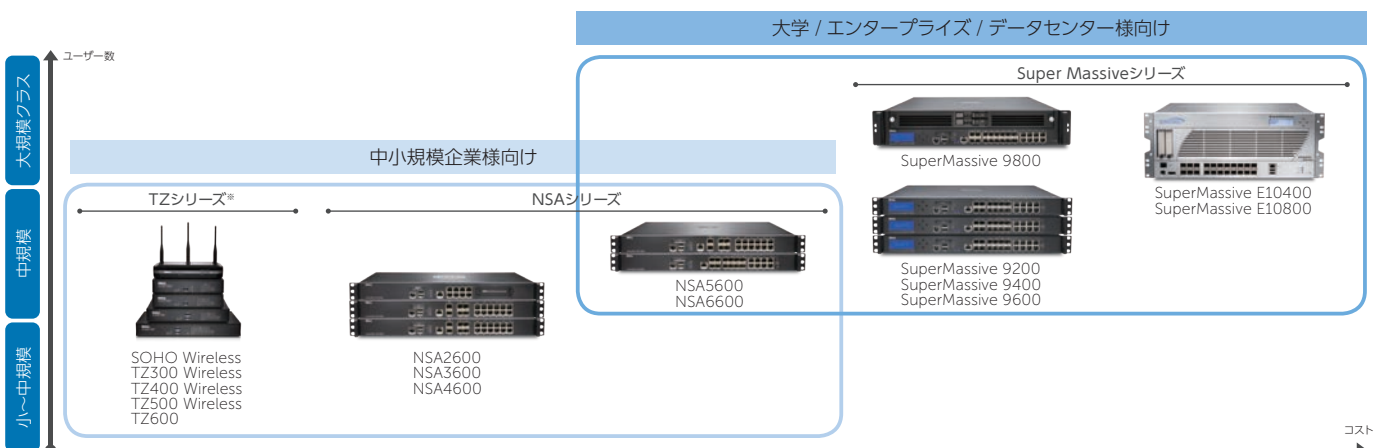 大学 / エンタープライズ / データセンター様向け
ユーザー数
大規模クラス
Super Massiveシリーズ
SuperMassive 9800
SuperMassive E10400
SuperMassive E10800
中小規模企業様向け
TZシリーズ※
NSAシリーズ
中規模
NSA5600
NSA6600
SuperMassive 9200
SuperMassive 9400
SuperMassive 9600
小〜中規模
SOHO Wireless
TZ300 Wireless
TZ400 Wireless
TZ500 Wireless
TZ600
NSA2600
NSA3600
NSA4600
コスト